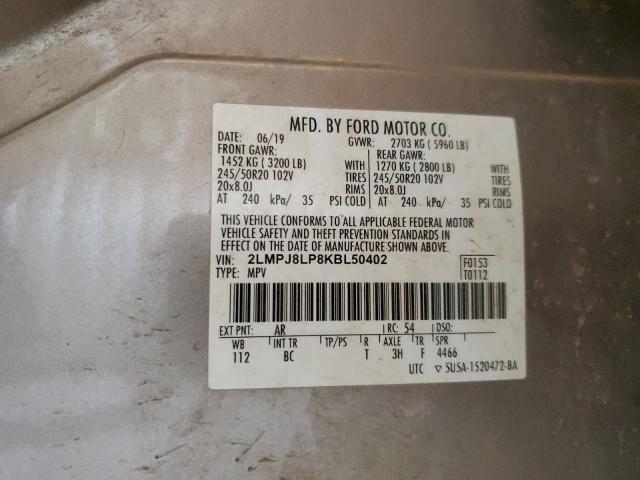 MFD. BY FORD MOTOR CO.
DATE: 06/19 GVWR: 2703 KG ( 5960 LB)
FRONT GAWR: REAR GAWR:
1452 KG ( 3200 LB) WITH 1270 KG ( 2800 LB) WITH
245/50R20 102V TIRES 245/50R20 102V TIRES
20x8.0J RIMS 20x8.0J RIMS
AT 240 kPa/ 35 PSI COLD AT 240 kPa/ 35 PSI COLD
THIS VEHICLE CONFORMS TO ALL APPLICABLE FEDERAL MOTOR
VEHICLE SAFETY AND THEFT PREVENTION STANDARDS IN
EFFECT ON THE DATE OF MANUFACTURE SHOWN ABOVE.
VIN: 2LMPJ8LP8KBL50402 F0153
TYPE: MPV T0112
EXT PNT: AR RC: 54 DSO:
WB INT TR TP/PS R AXLE TR SPR
112 BC T 3H F 4466
UTC ▽ 5U5A-1520472-BA